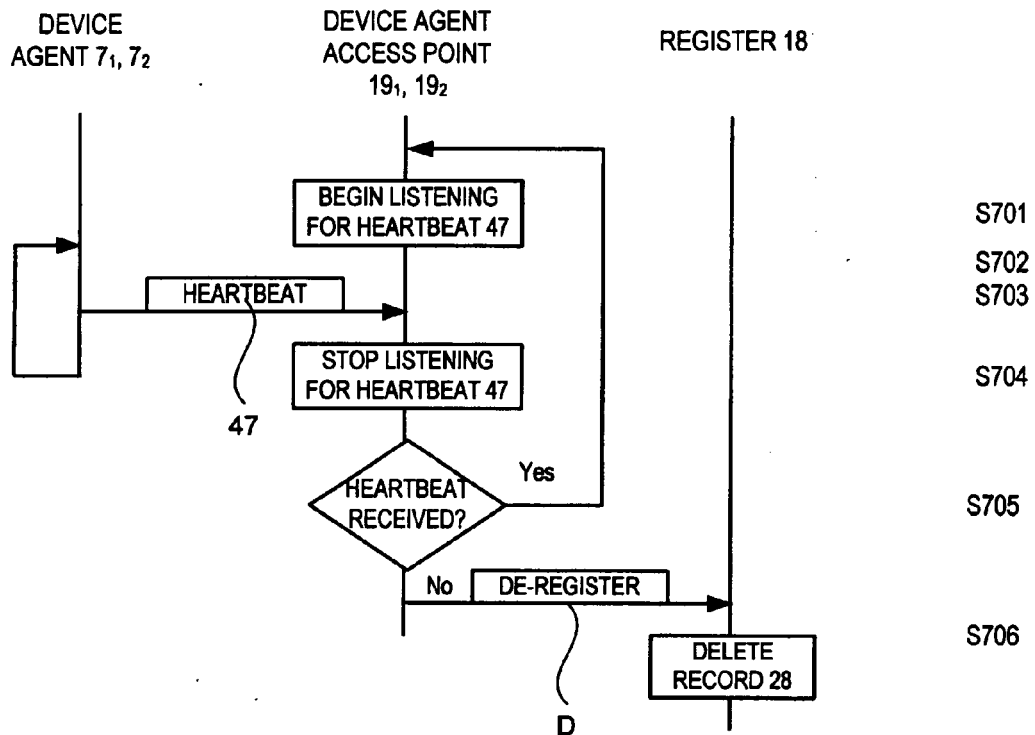 DEVICE
AGENT 7₁, 7₂
DEVICE AGENT
ACCESS POINT
19₁, 19₂
REGISTER 18
BEGIN LISTENING
FOR HEARTBEAT 47
S701
S702
HEARTBEAT
S703
STOP LISTENING
FOR HEARTBEAT 47
S704
47
Yes
HEARTBEAT
RECEIVED?
S705
No
DE-REGISTER
S706
DELETE
RECORD 28
D